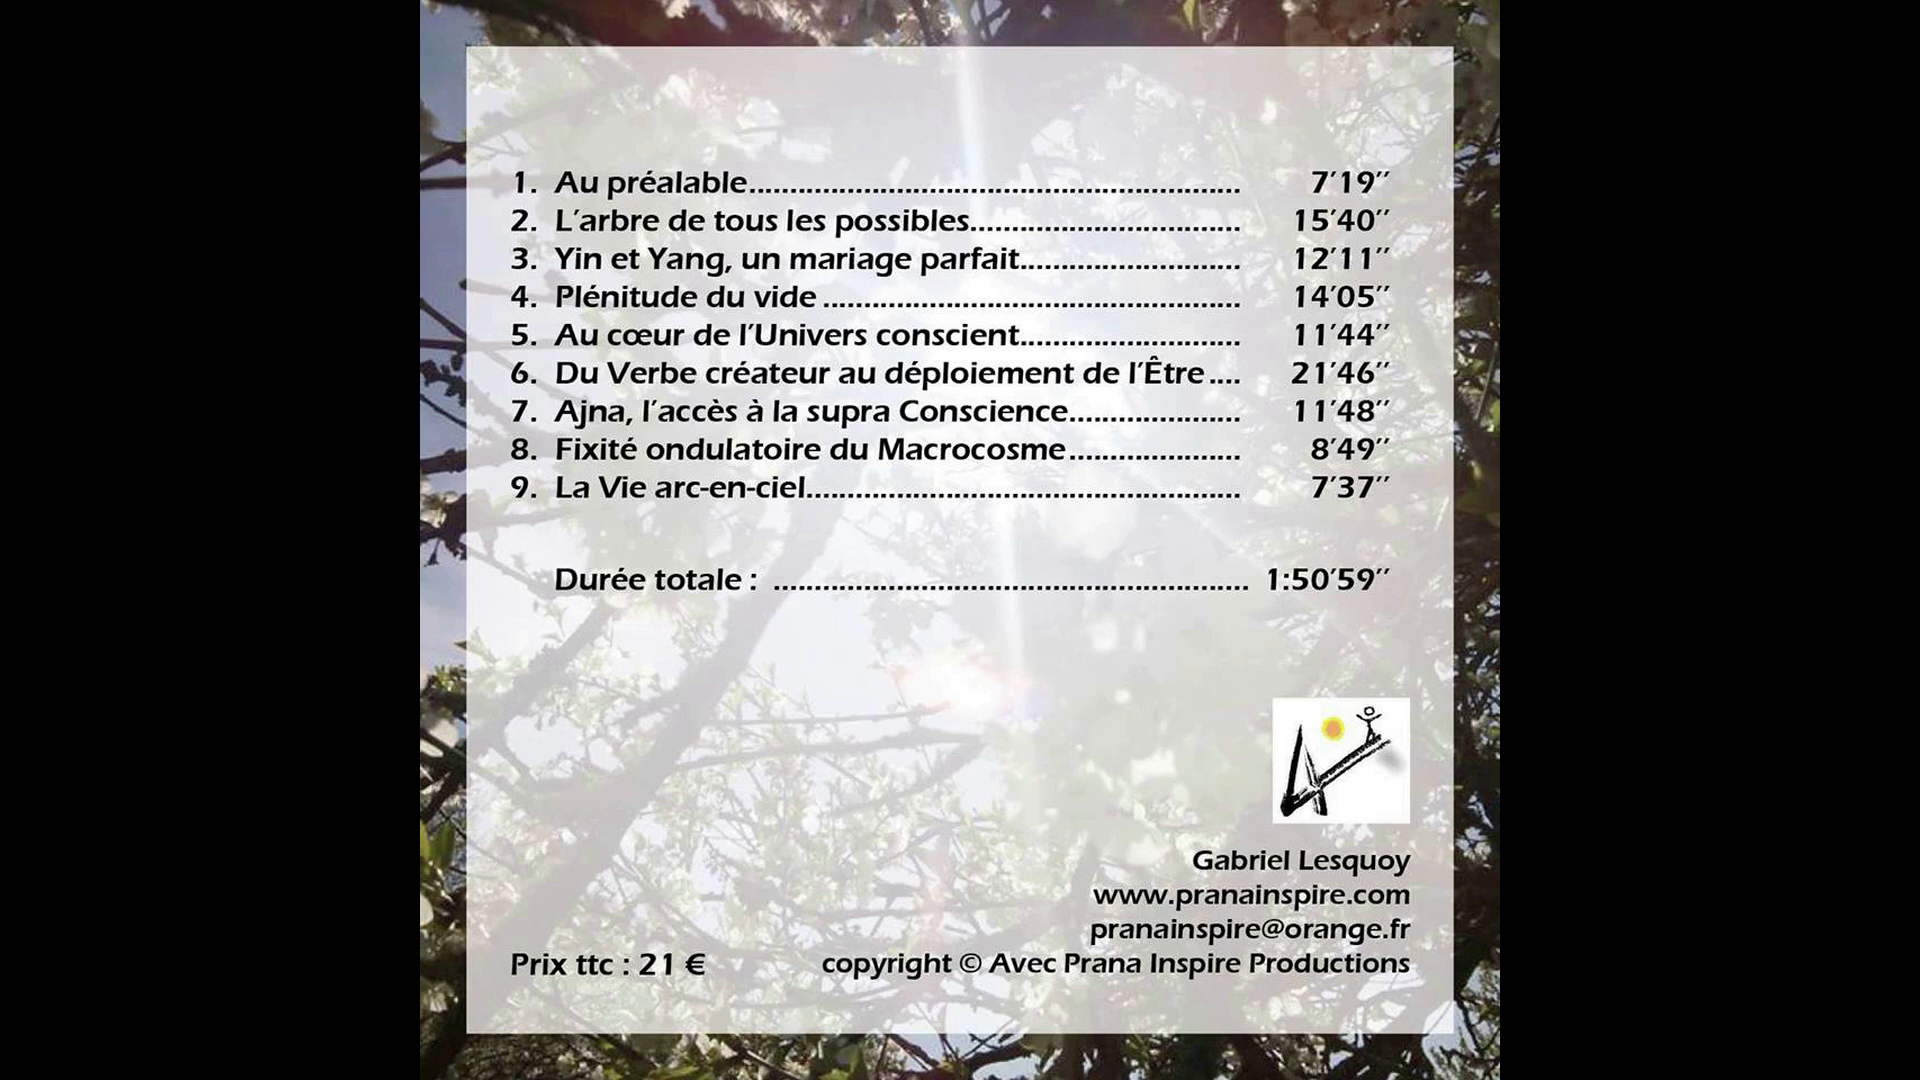 1. Au préalable............................................................ 7’19’’
2. L’arbre de tous les possibles................................. 15’40’’
3. Yin et Yang, un mariage parfait........................... 12’11’’
4. Plénitude du vide ................................................... 14’05’’
5. Au cœur de l’Univers conscient........................... 11’44’’
6. Du Verbe créateur au déploiement de l’Être.... 21’46’’
7. Ajna, l’accès à la supra Conscience..................... 11’48’’
8. Fixité ondulatoire du Macrocosme..................... 8’49’’
9. La Vie arc-en-ciel..................................................... 7’37’’
Durée totale : .......................................................... 1:50’59’’
Gabriel Lesquoy
www.pranainspire.com
pranainspire@orange.fr
Prix ttc : 21 € copyright © Avec Prana Inspire Productions